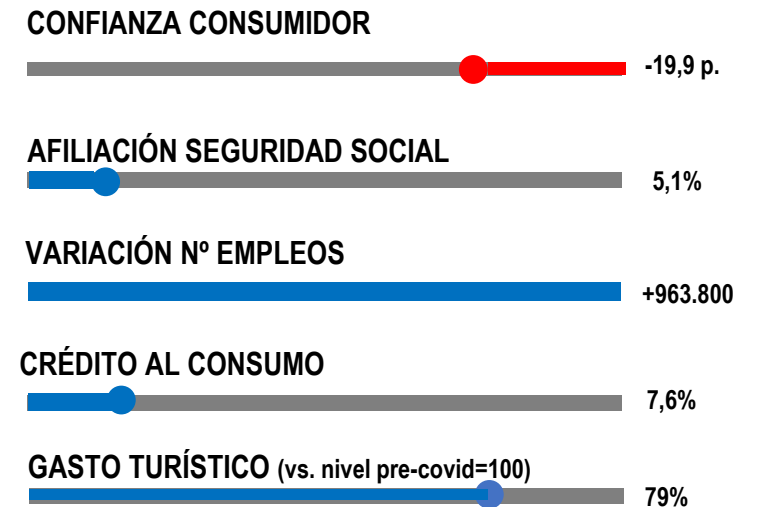 CONFIANZA CONSUMIDOR
-19,9 p.
AFILIACIÓN SEGURIDAD SOCIAL
5,1%
VARIACIÓN Nº EMPLEOS
+963.800
CRÉDITO AL CONSUMO
7,6%
GASTO TURÍSTICO (vs. nivel pre-covid=100)
79%